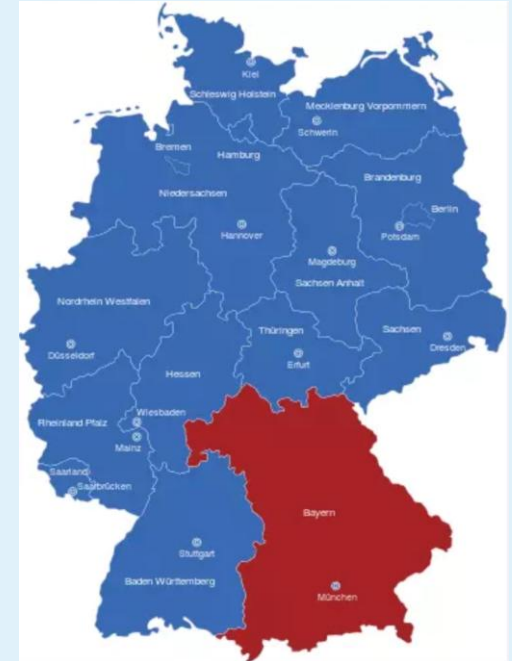 Kiel
Schleswig Holstein
Mecklenburg Vorpommern
Schwerin
Bremen
Hamburg
Brandenburg
Niedersachsen
Berlin
Hannover
Potsdam
Magdeburg
Sachsen Anhalt
Nordrhein Westfalen
Thüringen
Sachsen
Düsseldorf
Dresden
Erfurt
Hessen
Wiesbaden
Rheinland Pfalz
Mainz
Saarland
Saarbrücken
Bayern
Stuttgart
Baden Württemberg
München